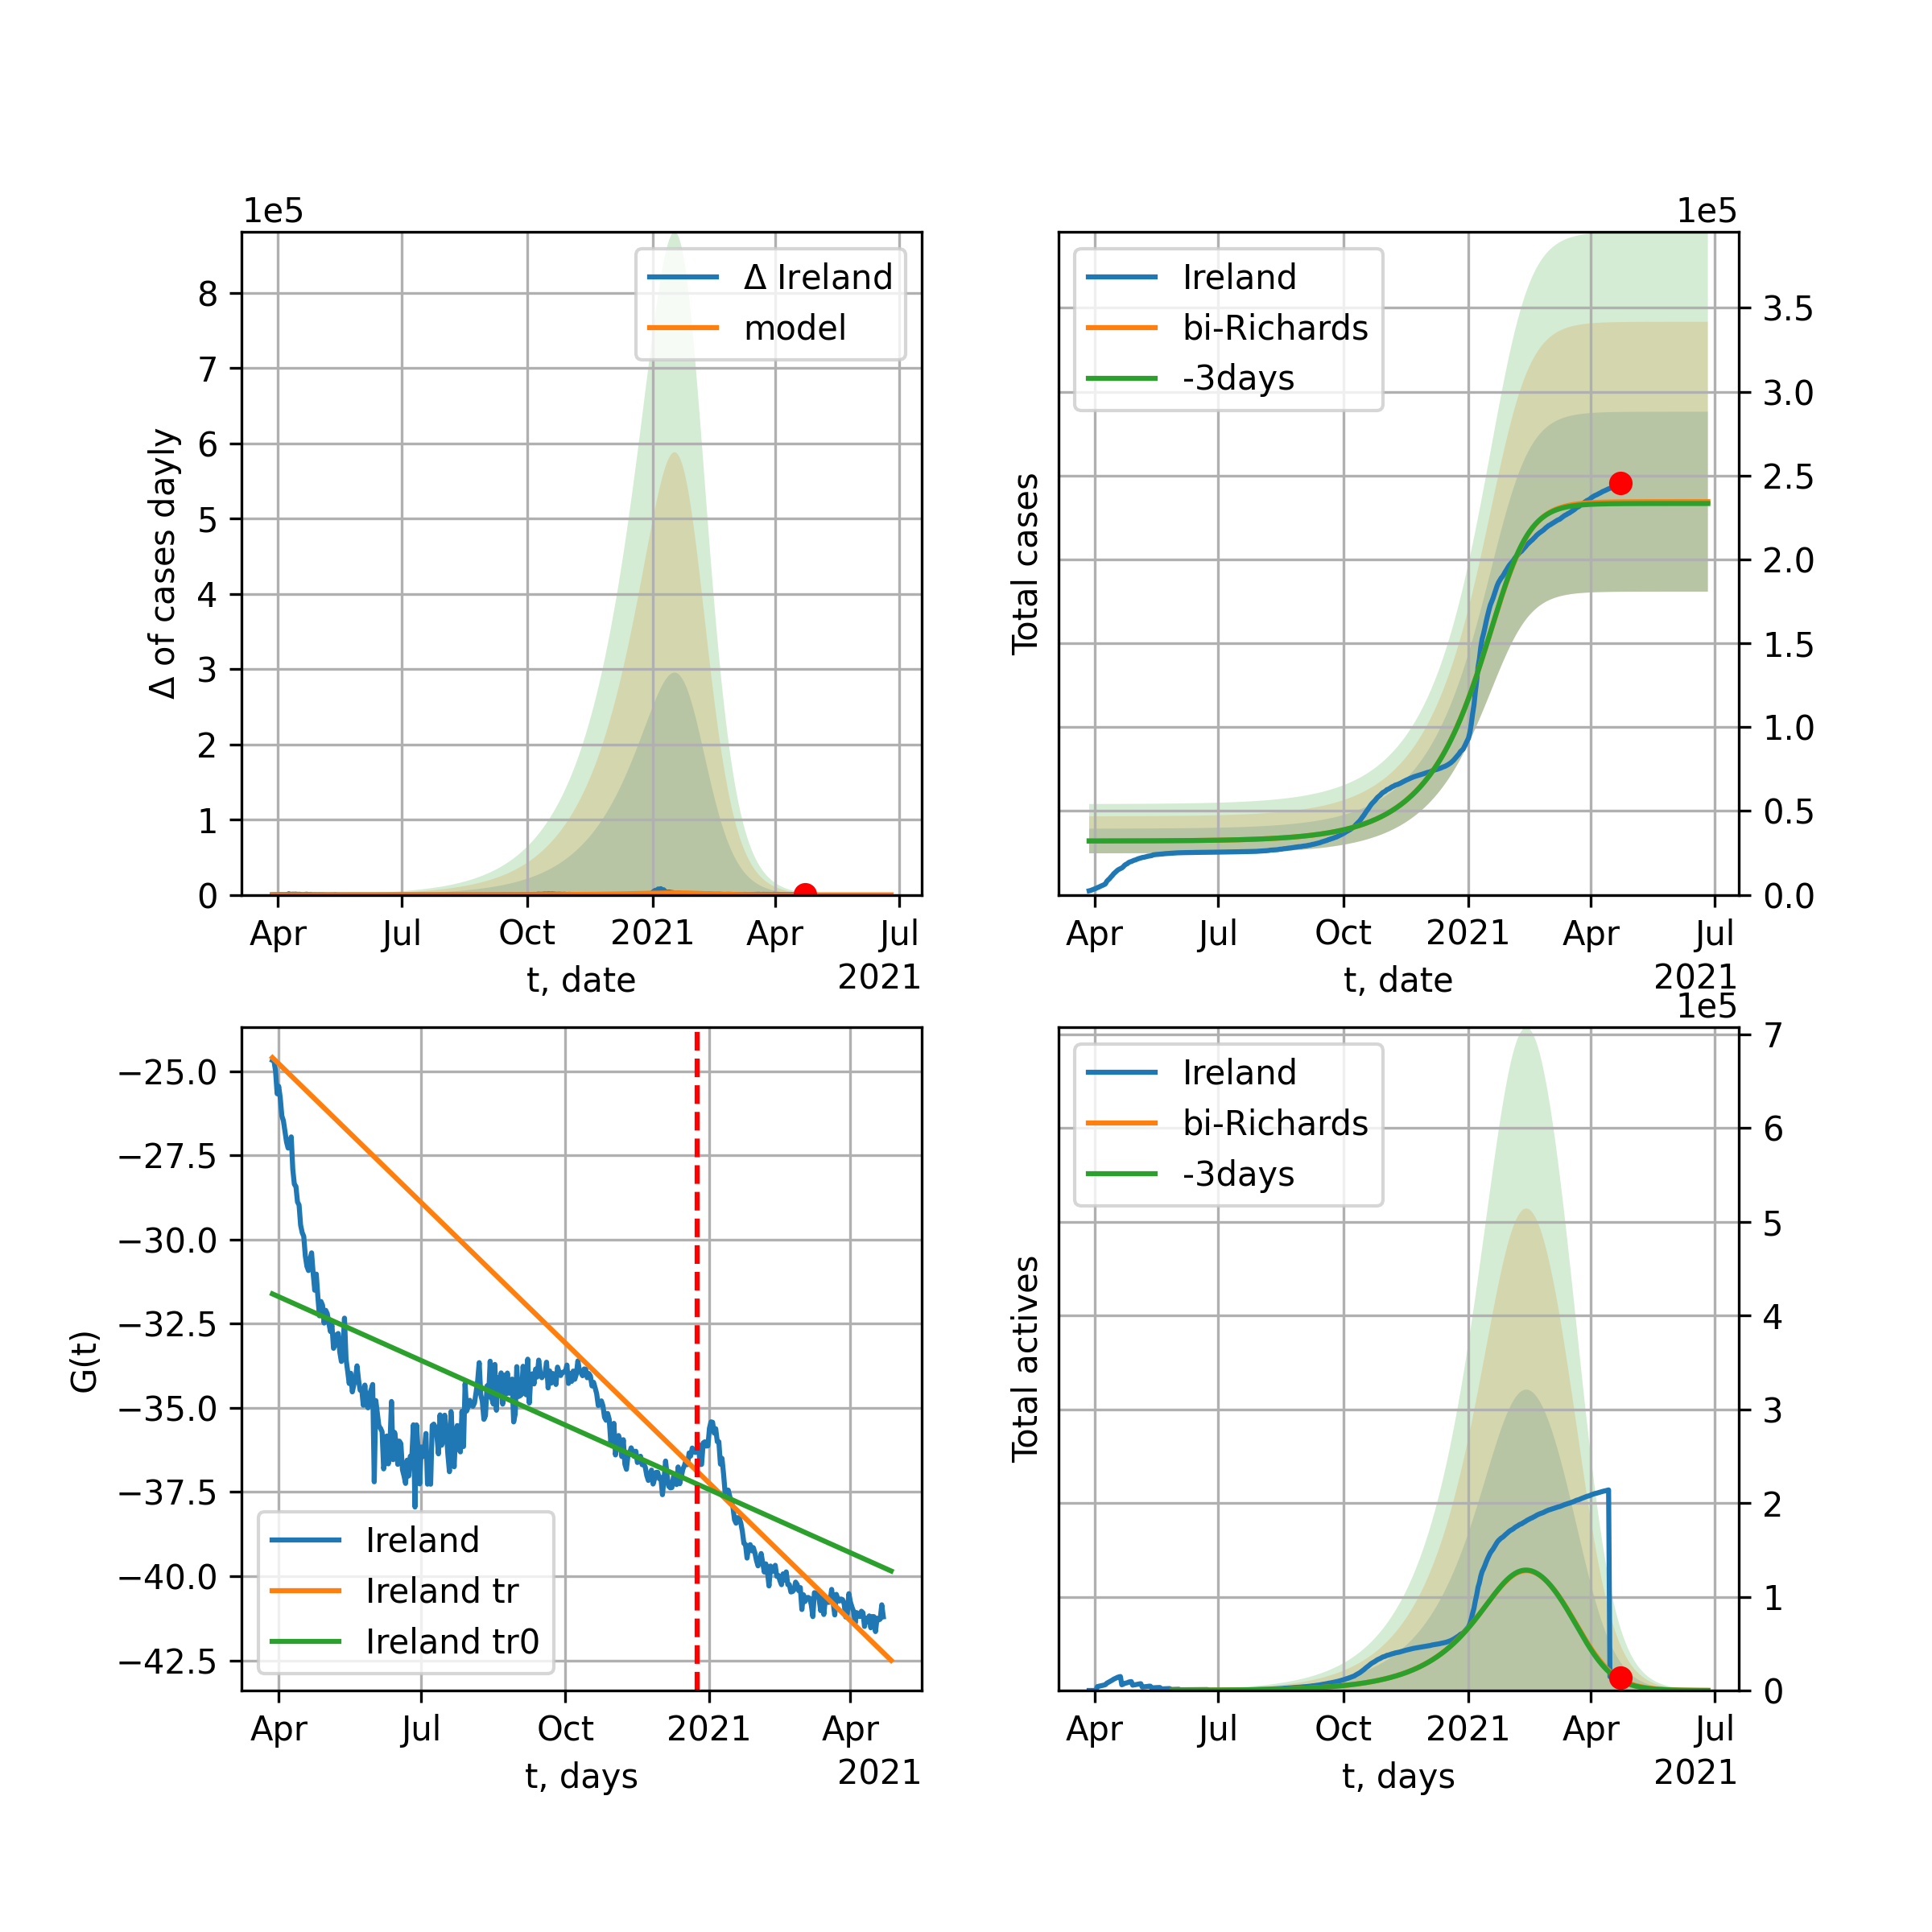 1e5
Δ of cases dayly
8
7
6
5
4
3
2
1
0
Δ Ireland
model
Apr
Jul
Oct
2021
Apr
Jul
t, date
2021
1e5
Total cases
Ireland
bi-Richards
-3days
3.5
3.0
2.5
2.0
1.5
1.0
0.5
0.0
Apr
Jul
Oct
2021
Apr
Jul
t, date
2021
G(t)
−25.0
−27.5
−30.0
−32.5
−35.0
−37.5
−40.0
−42.5
Ireland
Ireland tr
Ireland tr0
Apr
Jul
Oct
2021
Apr
t, days
2021
1e5
Total actives
Ireland
bi-Richards
-3days
7
6
5
4
3
2
1
0
Apr
Jul
Oct
2021
Apr
Jul
t, days
2021